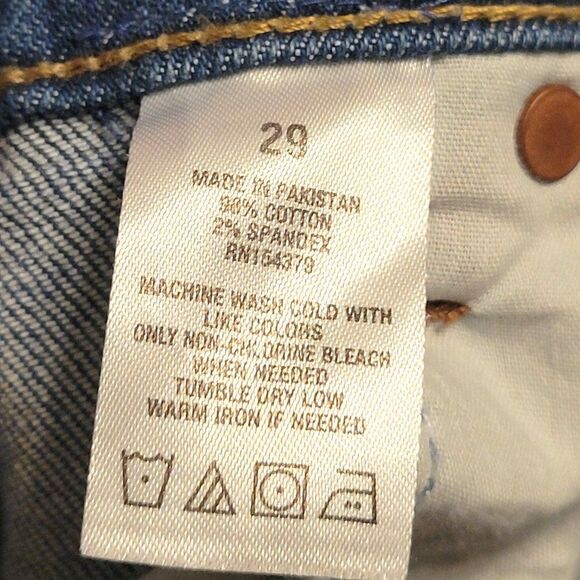 29
MADE IN PAKISTAN
98% COTTON
2% SPANDEX
RN164379
MACHINE WASH COLD WITH
LIKE COLORS
ONLY NON-CHLORINE BLEACH
WHEN NEEDED
TUMBLE DRY LOW
WARM IRON IF NEEDED